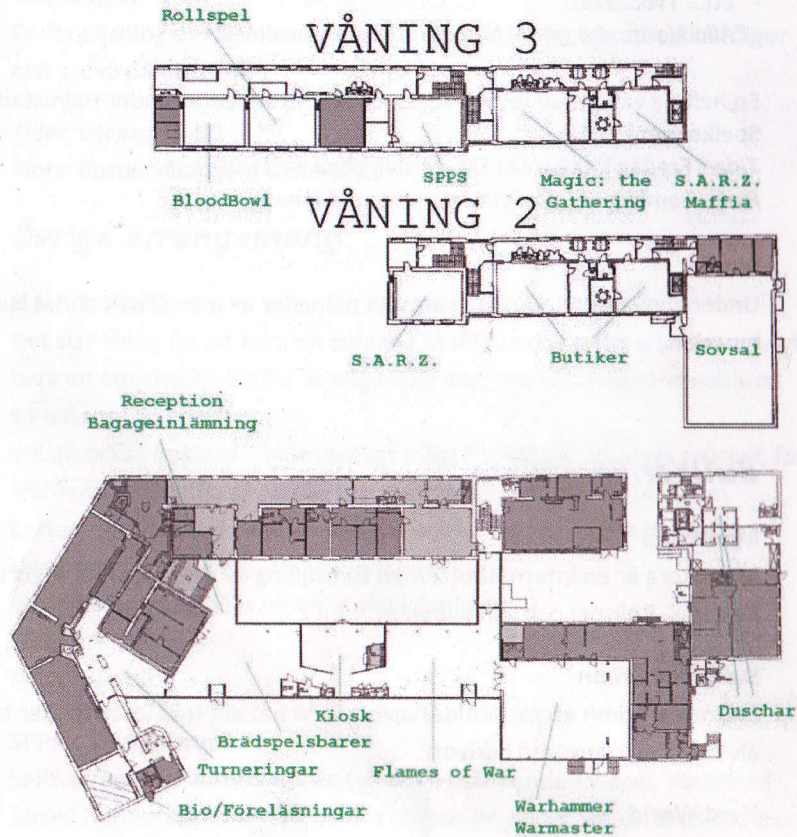 Rollspel
VÅNING 3
BloodBowl
SPPS
Magic: the
Gathering
S.A.R.Z.
Maffia
VÅNING 2
S.A.R.Z.
Butiker
Sovsal
Reception
Bagageinlämning
Kiosk
Brädspelsbarer
Turneringar
Bio/Föreläsningar
Flames of War
Warhammer
Warmaster
Duschar